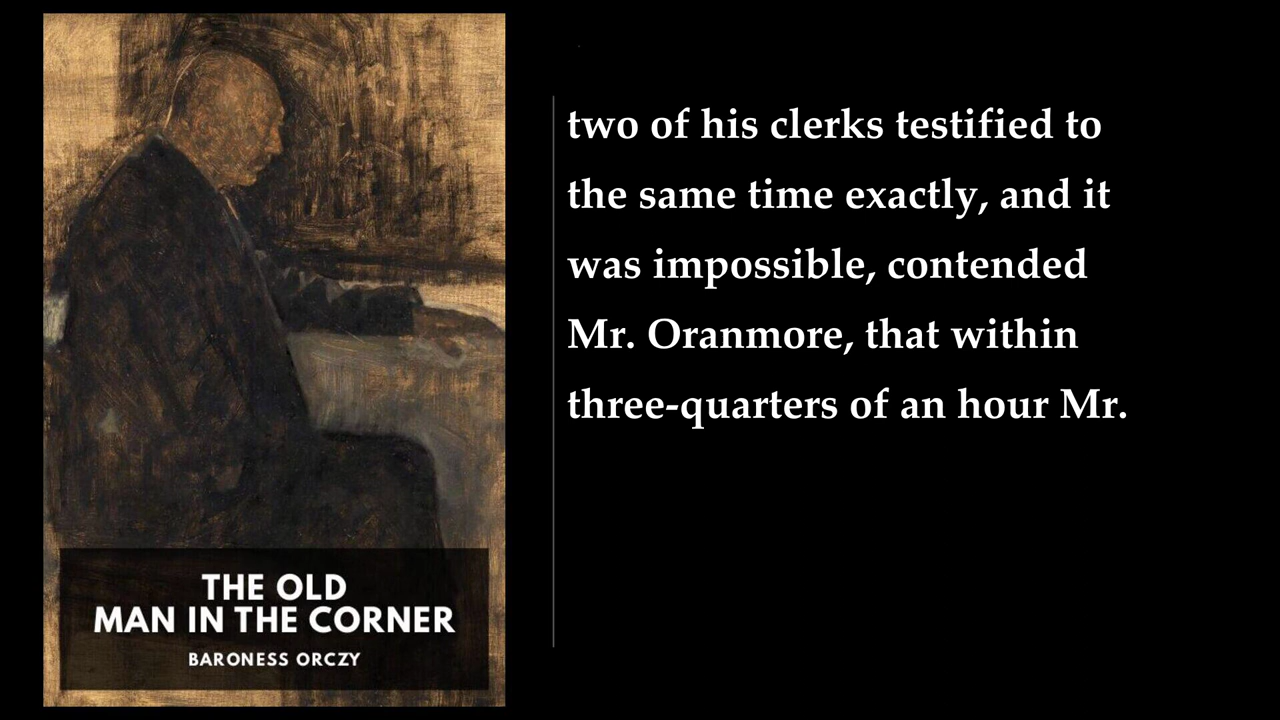 two of his clerks testified to
the same time exactly, and it
was impossible, contended
Mr. Oranmore, that within
three-quarters of an hour Mr.
THE OLD
MAN IN THE CORNER
BARONESS ORCZY